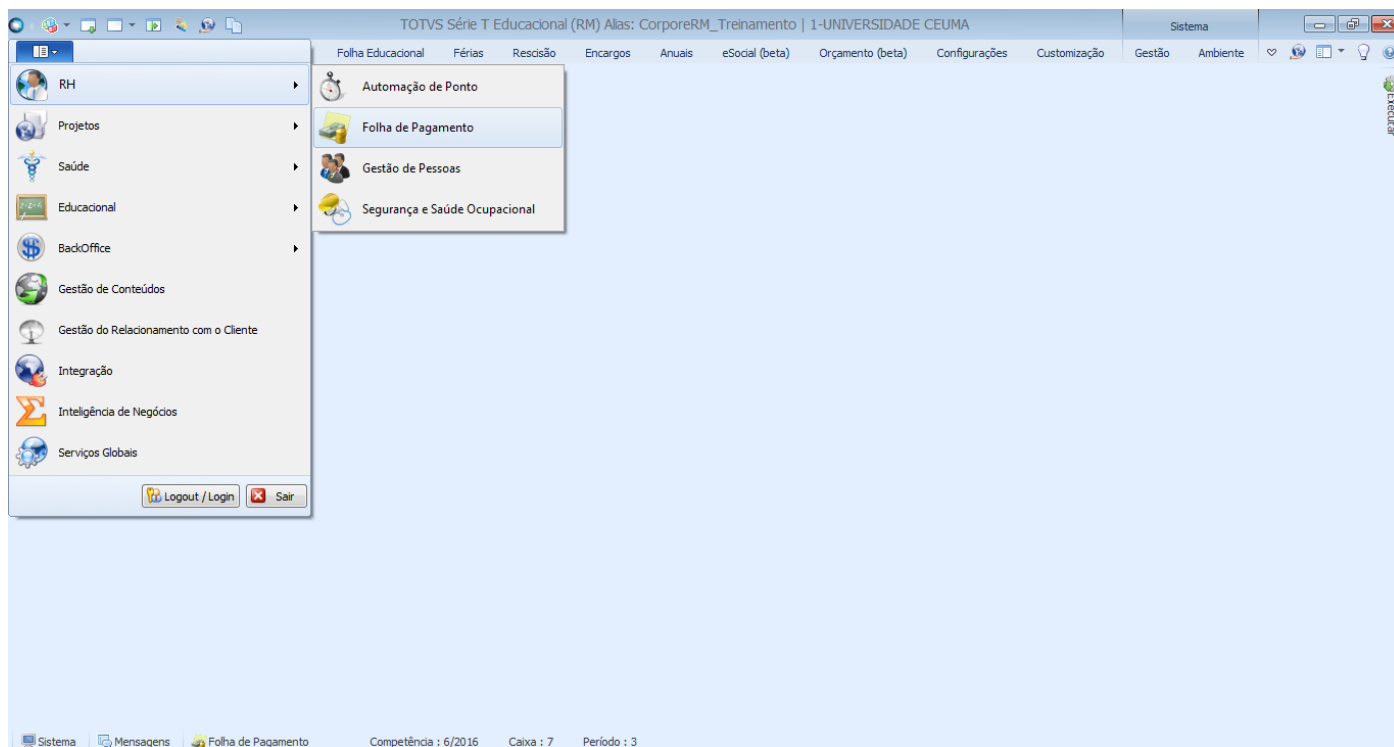 TOTVS Série T Educacional (RM) Alias: CorporeRM_Treinamento | 1-UNIVERSIDADE CEUMA
Sistema
Folha Educacional Férias Rescisão Encargos Anuais eSocial (beta) Orçamento (beta) Configurações Customização Gestão Ambiente
RH
Projetos
Saúde
Educacional
BackOffice
Gestão de Conteúdos
Gestão do Relacionamento com o Cliente
Integração
Inteligência de Negócios
Serviços Globais
Logout / Login Sair
Automação de Ponto
Folha de Pagamento
Gestão de Pessoas
Segurança e Saúde Ocupacional
Executar
Sistema Mensagens Folha de Pagamento Competência : 6/2016 Caixa : 7 Período : 3